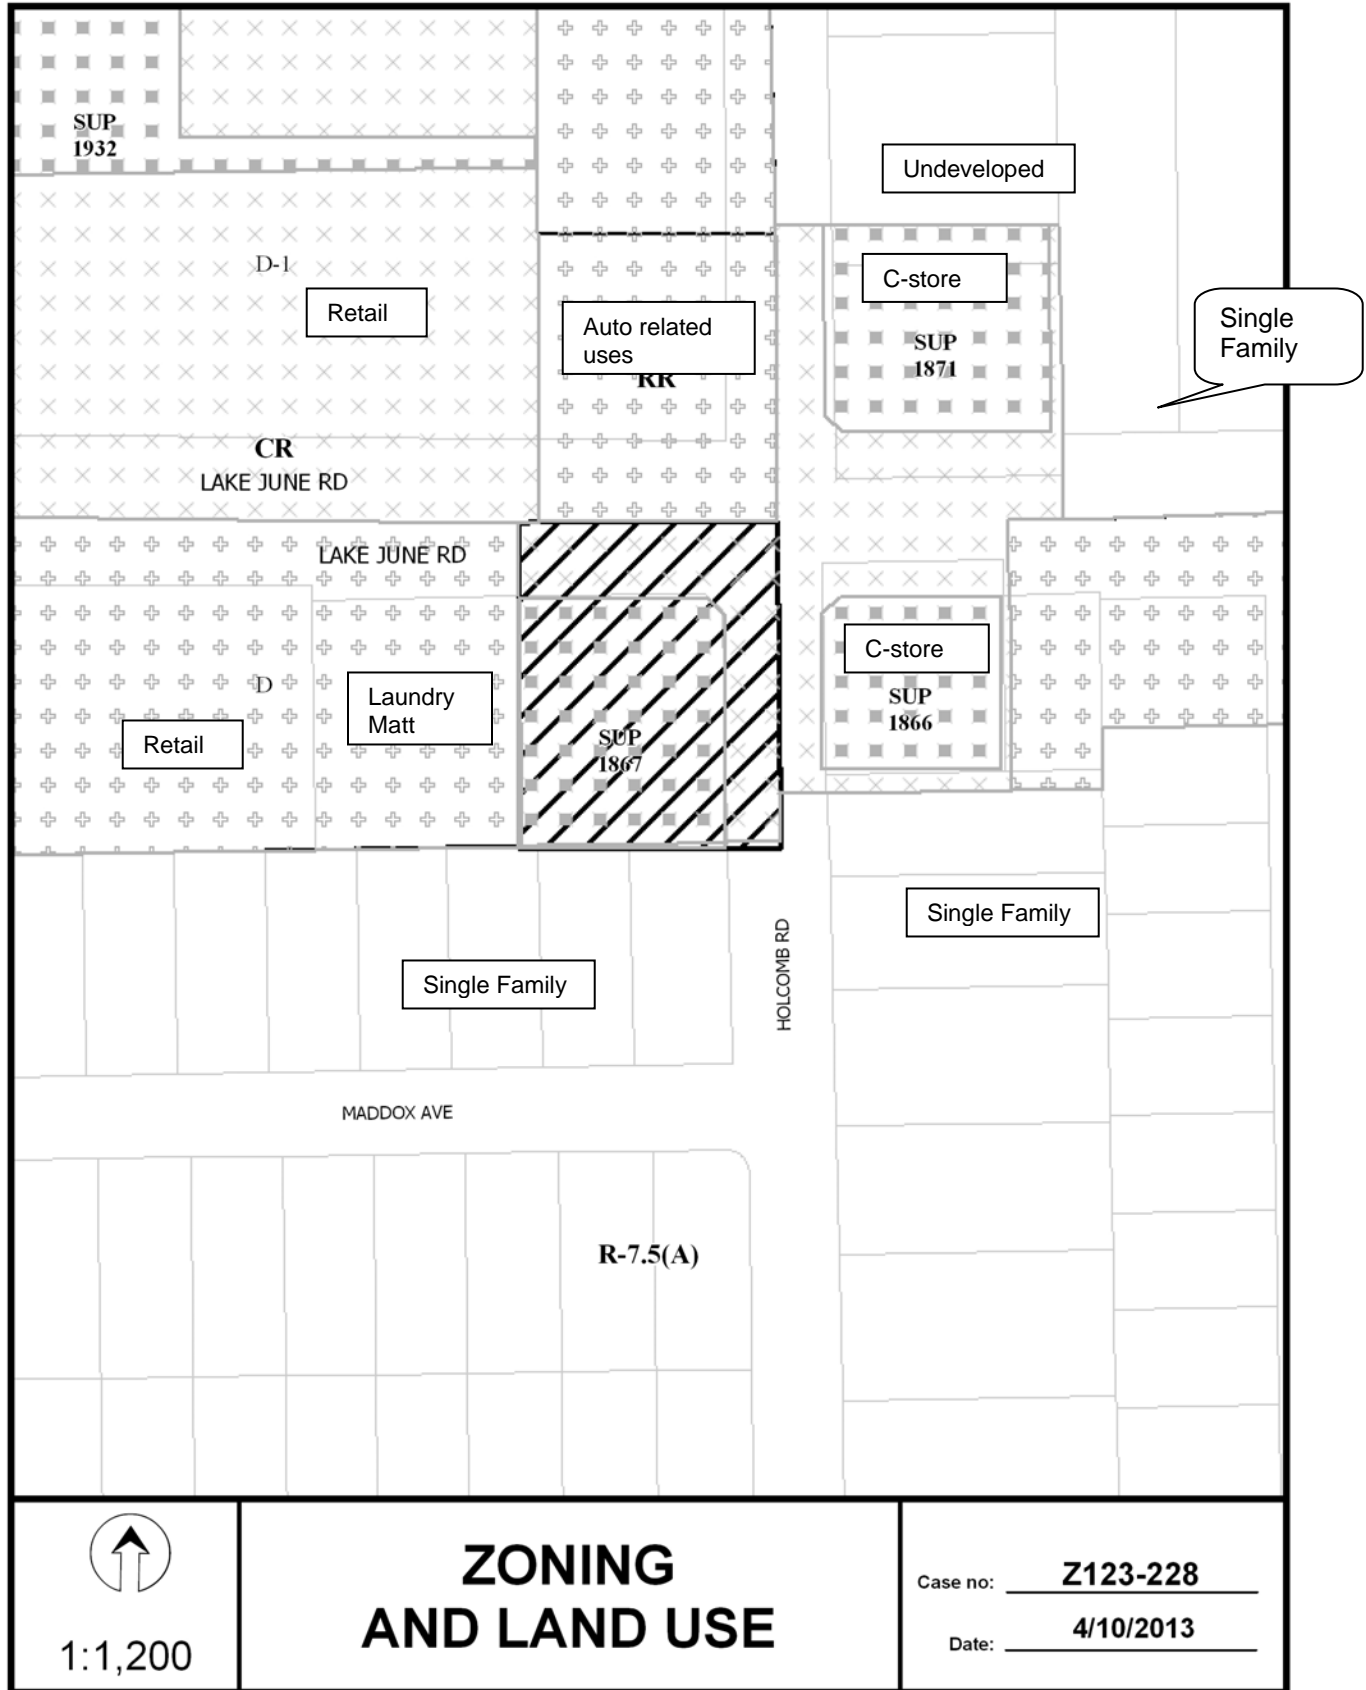 SUP
1932
Undeveloped
D-1
C-store
Retail
Auto related
uses
RR
SUP
1871
Single
Family
CR
LAKE JUNE RD
LAKE JUNE RD
C-store
D
Laundry
Matt
SUP
1866
Retail
SUP
1867
Single Family
HOLCOMB RD
Single Family
MADDOX AVE
R-7.5(A)
1:1,200
ZONING
AND LAND USE
Case no: Z123-228
Date: 4/10/2013